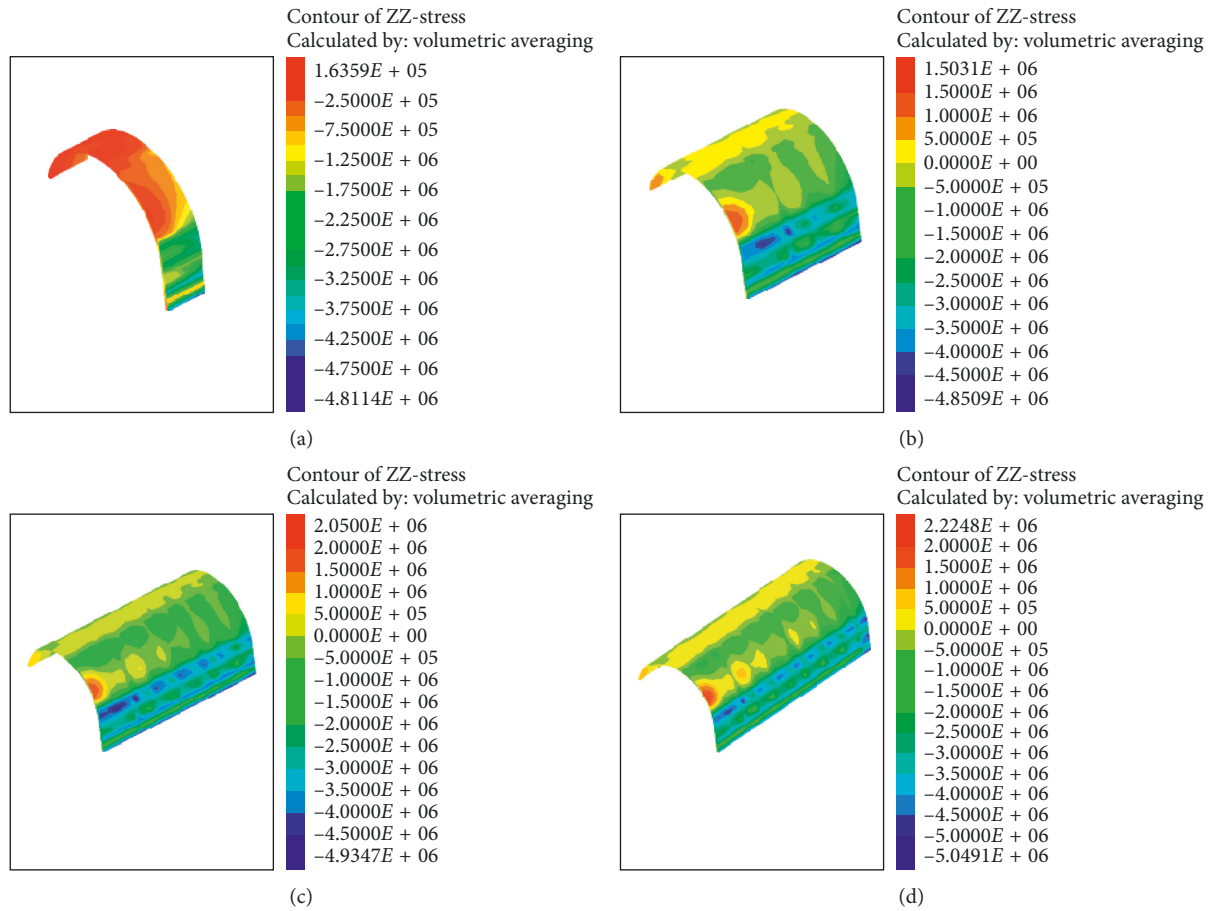 Contour of ZZ-stress
Calculated by: volumetric averaging
1.6359E + 05
–2.5000E + 05
–7.5000E + 05
–1.2500E + 06
–1.7500E + 06
–2.2500E + 06
–2.7500E + 06
–3.2500E + 06
–3.7500E + 06
–4.2500E + 06
–4.7500E + 06
–4.8114E + 06
(a)
Contour of ZZ-stress
Calculated by: volumetric averaging
1.5031E + 06
1.5000E + 06
1.0000E + 06
5.0000E + 05
0.0000E + 00
–5.0000E + 05
–1.0000E + 06
–1.5000E + 06
–2.0000E + 06
–2.5000E + 06
–3.0000E + 06
–3.5000E + 06
–4.0000E + 06
–4.5000E + 06
–4.8509E + 06
(b)
Contour of ZZ-stress
Calculated by: volumetric averaging
2.0500E + 06
2.0000E + 06
1.5000E + 06
1.0000E + 06
5.0000E + 05
0.0000E + 00
–5.0000E + 05
–1.0000E + 06
–1.5000E + 06
–2.0000E + 06
–2.5000E + 06
–3.0000E + 06
–3.5000E + 06
–4.0000E + 06
–4.5000E + 06
–4.9347E + 06
(c)
Contour of ZZ-stress
Calculated by: volumetric averaging
2.2248E + 06
2.0000E + 06
1.5000E + 06
1.0000E + 06
5.0000E + 05
0.0000E + 00
–5.0000E + 05
–1.0000E + 06
–1.5000E + 06
–2.0000E + 06
–2.5000E + 06
–3.0000E + 06
–3.5000E + 06
–4.0000E + 06
–4.5000E + 06
–5.0000E + 06
–5.0491E + 06
(d)